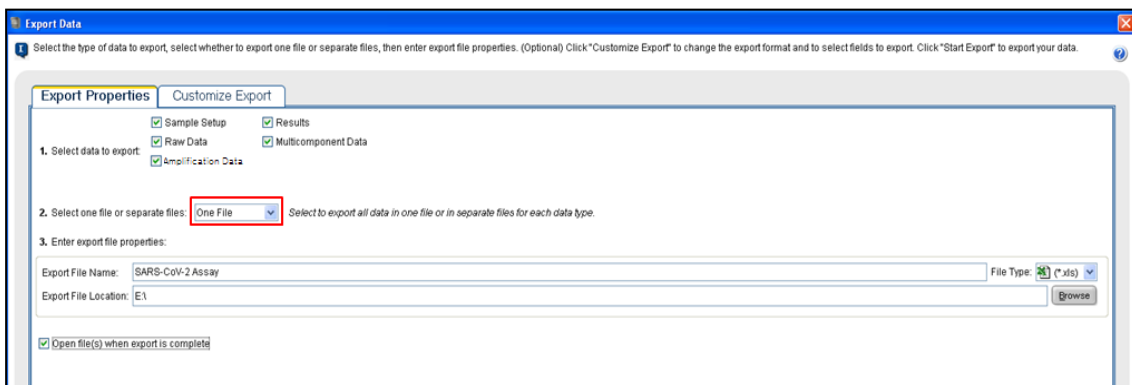 Export Data
Select the type of data to export, select whether to export one file or separate files, then enter export file properties. (Optional) Click "Customize Export" to change the export format and to select fields to export. Click "Start Export" to export your data.
Export Properties Customize Export
Sample Setup Results
1. Select data to export: Raw Data Multicomponent Data
Amplification Data
2. Select one file or separate files: One File Select to export all data in one file or in separate files for each data type.
3. Enter export file properties:
Export File Name: SARS-CoV-2 Assay File Type: (*.xls)
Export File Location: E:\ Browse
Open file(s) when export is complete